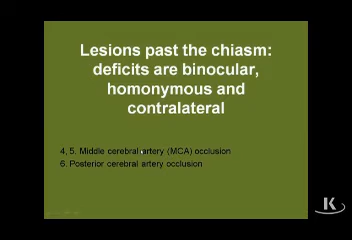 Lesions past the chiasm:
deficits are binocular,
homonymous and
contralateral
4, 5. Middle cerebral artery (MCA) occlusion
6. Posterior cerebral artery occlusion
K